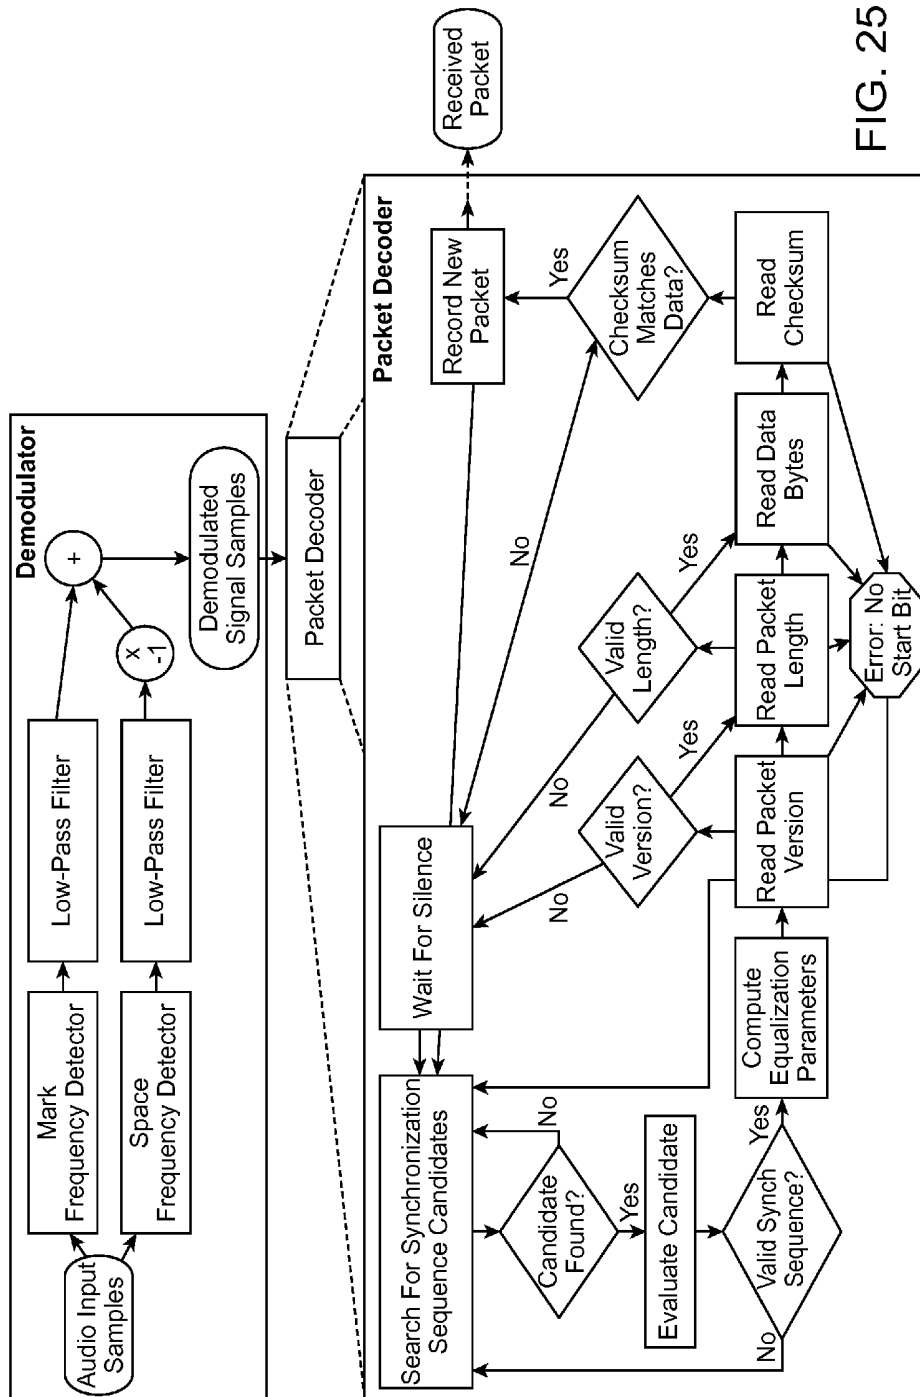 Demodulator
Audio Input
Samples
Mark
Frequency Detector
Low-Pass Filter
+
Space
Frequency Detector
Low-Pass Filter
x
-1
Demodulated
Signal Samples
Packet Decoder
Packet Decoder
Search For Synchronization
Sequence Candidates
Wait For Silence
Record New
Packet
Received
Packet
Candidate
Found?
No
Yes
Evaluate Candidate
Valid Synch
Sequence?
No
Yes
Compute
Equalization
Parameters
Read Packet
Version
Valid
Version?
No
Yes
Read Packet
Length
Valid
Length?
No
Yes
Read Data
Bytes
Read
Checksum
Checksum
Matches
Data?
No
Yes
Error: No
Start Bit
FIG. 25